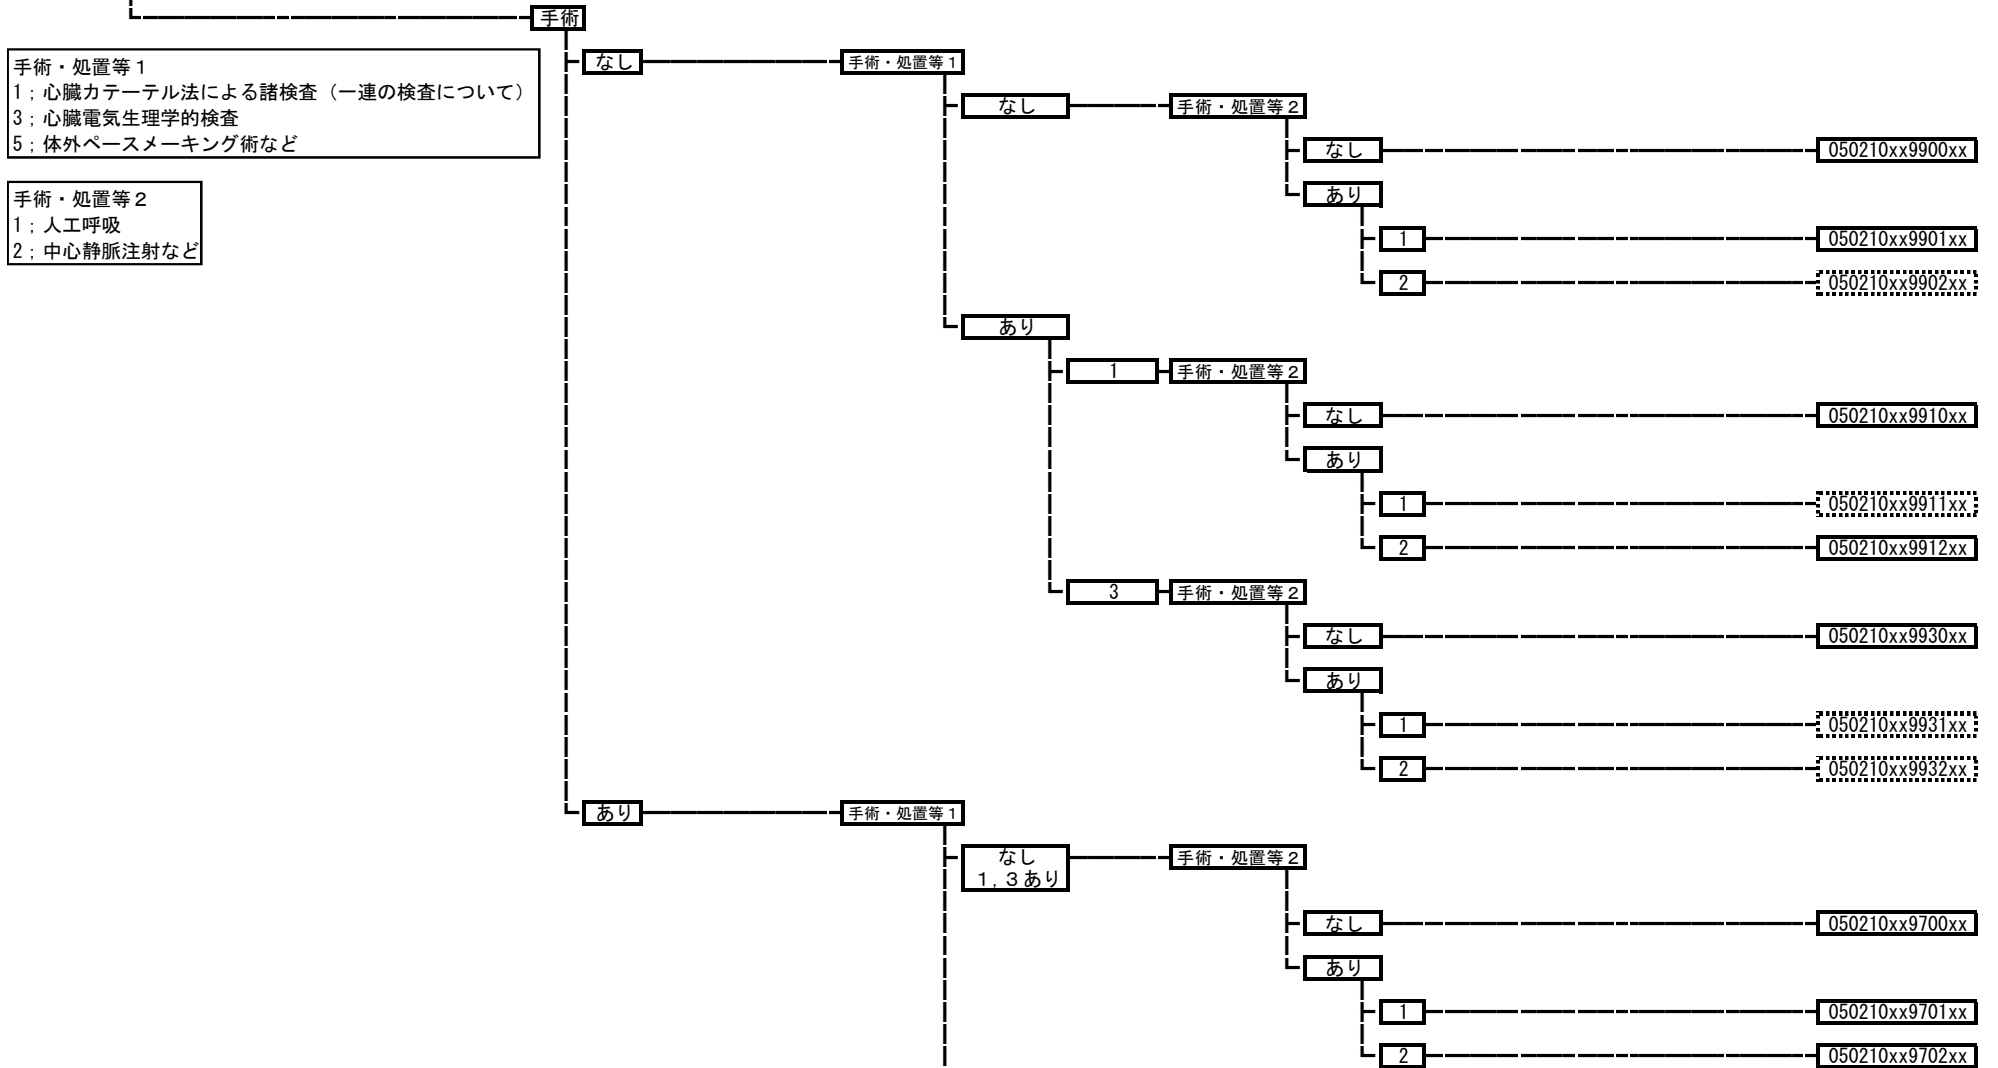 手術
なし
手術・処置等1
手術・処置等1
1；心臓カテーテル法による諸検査（一連の検査について）
3；心臓電気生理学的検査
5；体外ペースメーキング術など
なし
手術・処置等2
なし
050210xx9900xx
手術・処置等2
1；人工呼吸
2；中心静脈注射など
あり
1
050210xx9901xx
2
050210xx9902xx
あり
1
手術・処置等2
なし
050210xx9910xx
あり
1
050210xx9911xx
2
050210xx9912xx
3
手術・処置等2
なし
050210xx9930xx
あり
1
050210xx9931xx
2
050210xx9932xx
あり
手術・処置等1
なし
1,3あり
手術・処置等2
なし
050210xx9700xx
あり
1
050210xx9701xx
2
050210xx9702xx